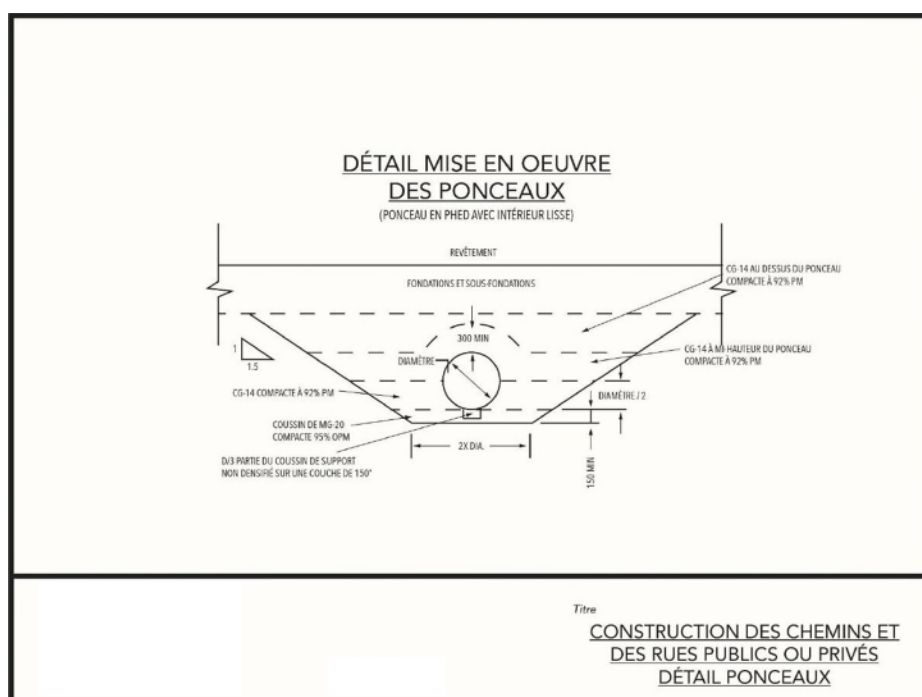 DÉTAIL MISE EN OEUVRE
DES PONCEAUX
(PONCEAU EN PHED AVEC INTÉRIEUR LISSE)
REVÊTEMENT
FONDATIONS ET SOUS-FONDATIONS
CG-14 AU DESSUS DU PONCEAU
COMPACTE À 92% PM
300 MIN
1
1.5
DIAMÈTRE
CG-14 À MI-HAUTEUR DU PONCEAU
COMPACTE À 92% PM
CG-14 COMPACTE À 92% PM
DIAMÈTRE / 2
COUSSIN DE MG-20
COMPACTE 95% OPM
2X DIA.
150 MIN
D/3 PARTIE DU COUSSIN DE SUPPORT
NON DENSIFIÉ SUR UNE COUCHE DE 150"
Titre
CONSTRUCTION DES CHEMINS ET
DES RUES PUBLICS OU PRIVÉS
DÉTAIL PONCEAUX